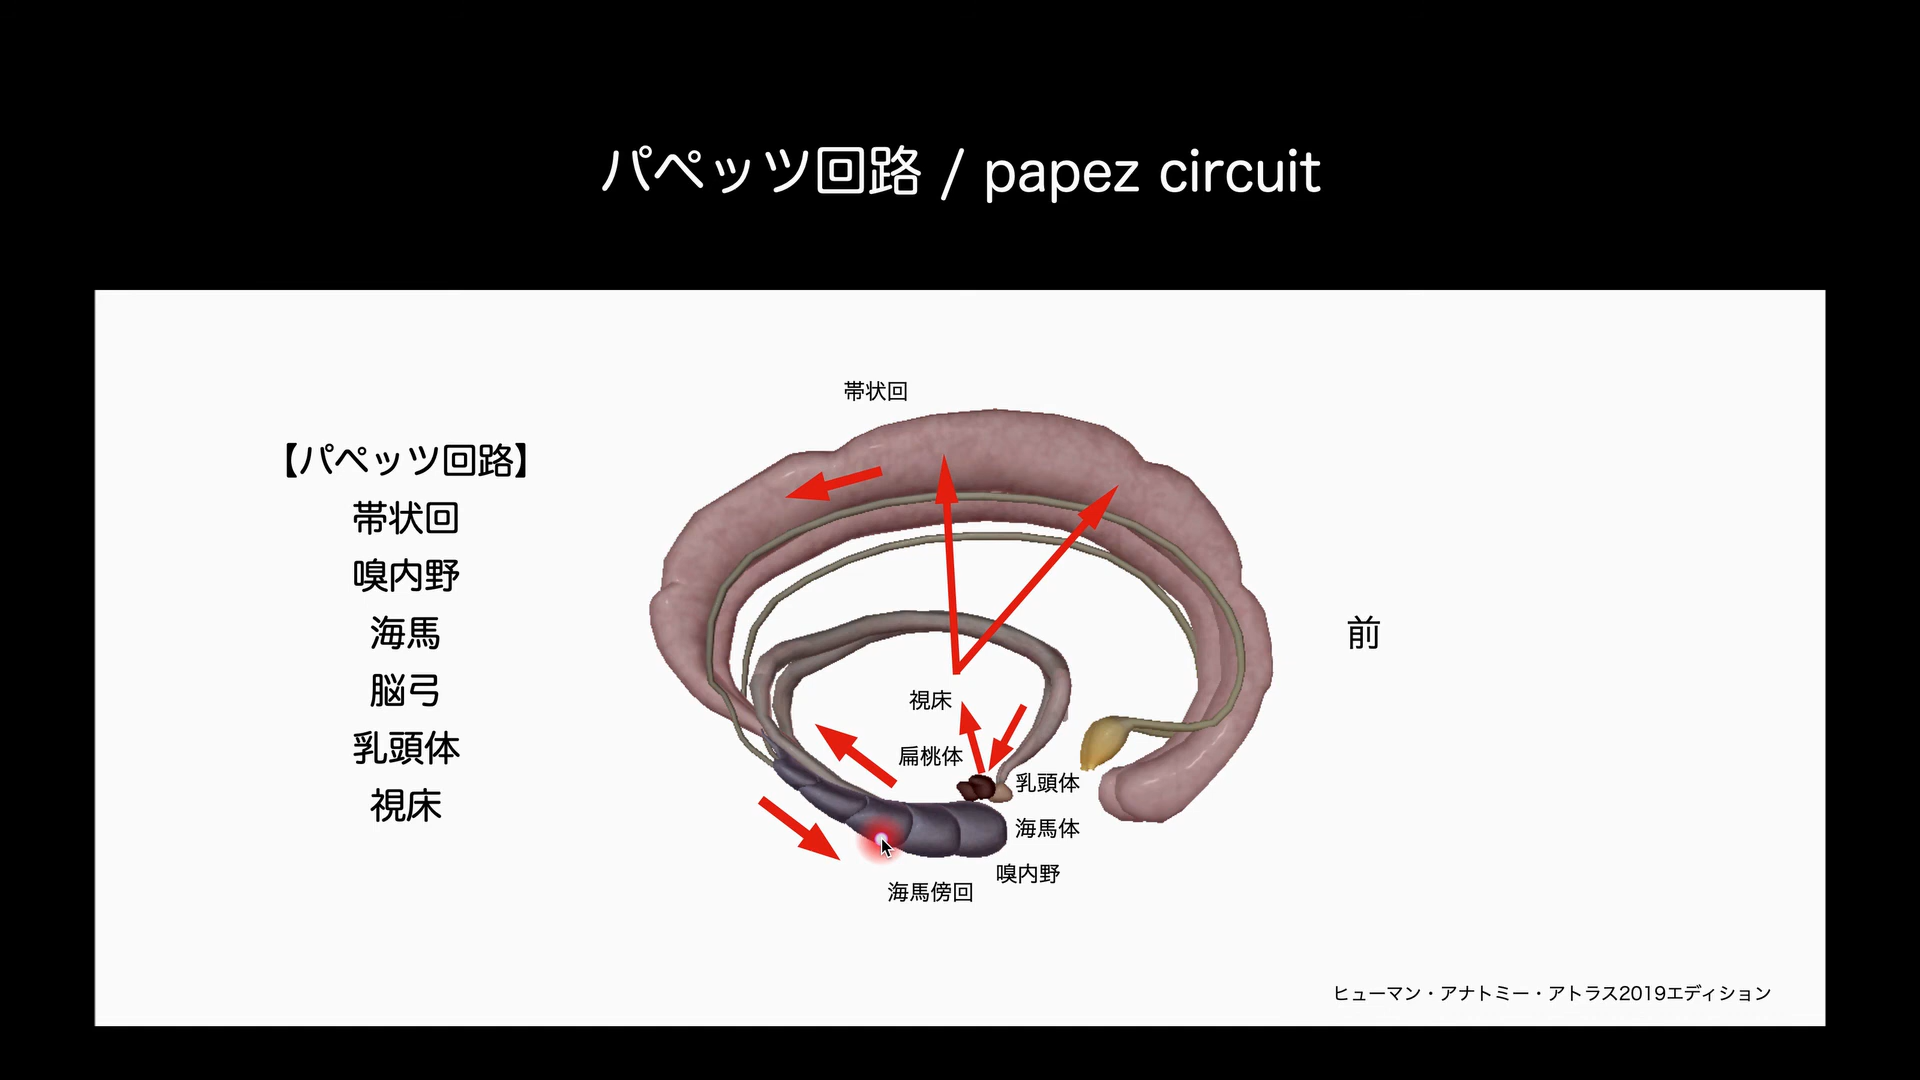 パペッツ回路 / papez circuit
【パペッツ回路】
帯状回
嗅内野
海馬
脳弓
乳頭体
視床
帯状回
視床
扁桃体
乳頭体
海馬体
嗅内野
海馬傍回
前
ヒューマン・アナトミー・アトラス2019エディション